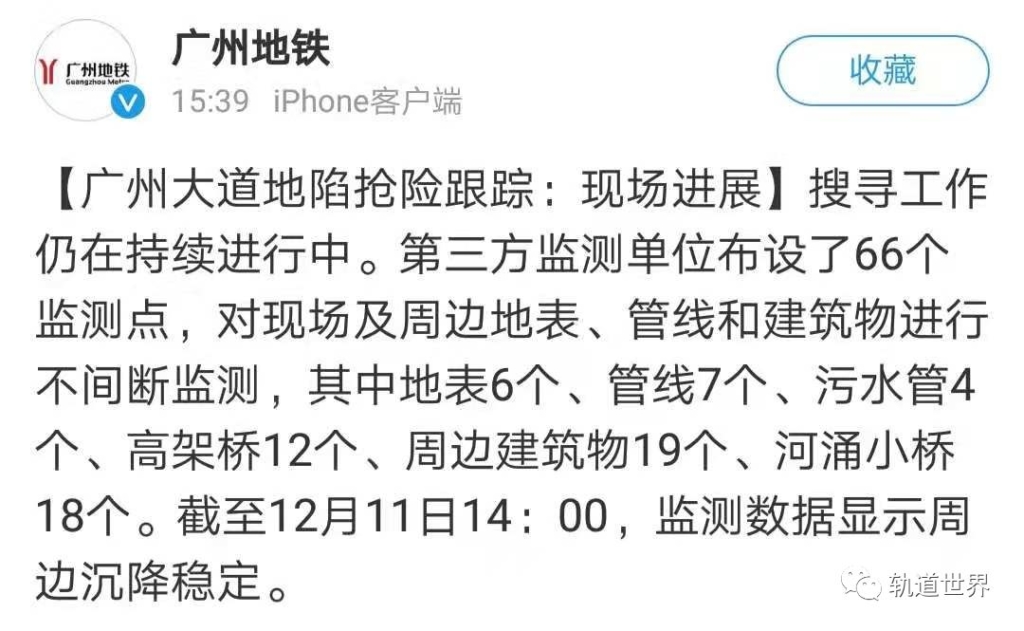 广州地铁
广州地铁
Guangzhou Metro
15:39 iPhone客户端
收藏
【广州大道地陷抢险跟踪：现场进展】搜寻工作
仍在持续进行中。第三方监测单位布设了66个
监测点，对现场及周边地表、管线和建筑物进行
不间断监测，其中地表6个、管线7个、污水管4
个、高架桥12个、周边建筑物19个、河涌小桥
18个。截至12月11日14：00，监测数据显示周
边沉降稳定。
轨道世界